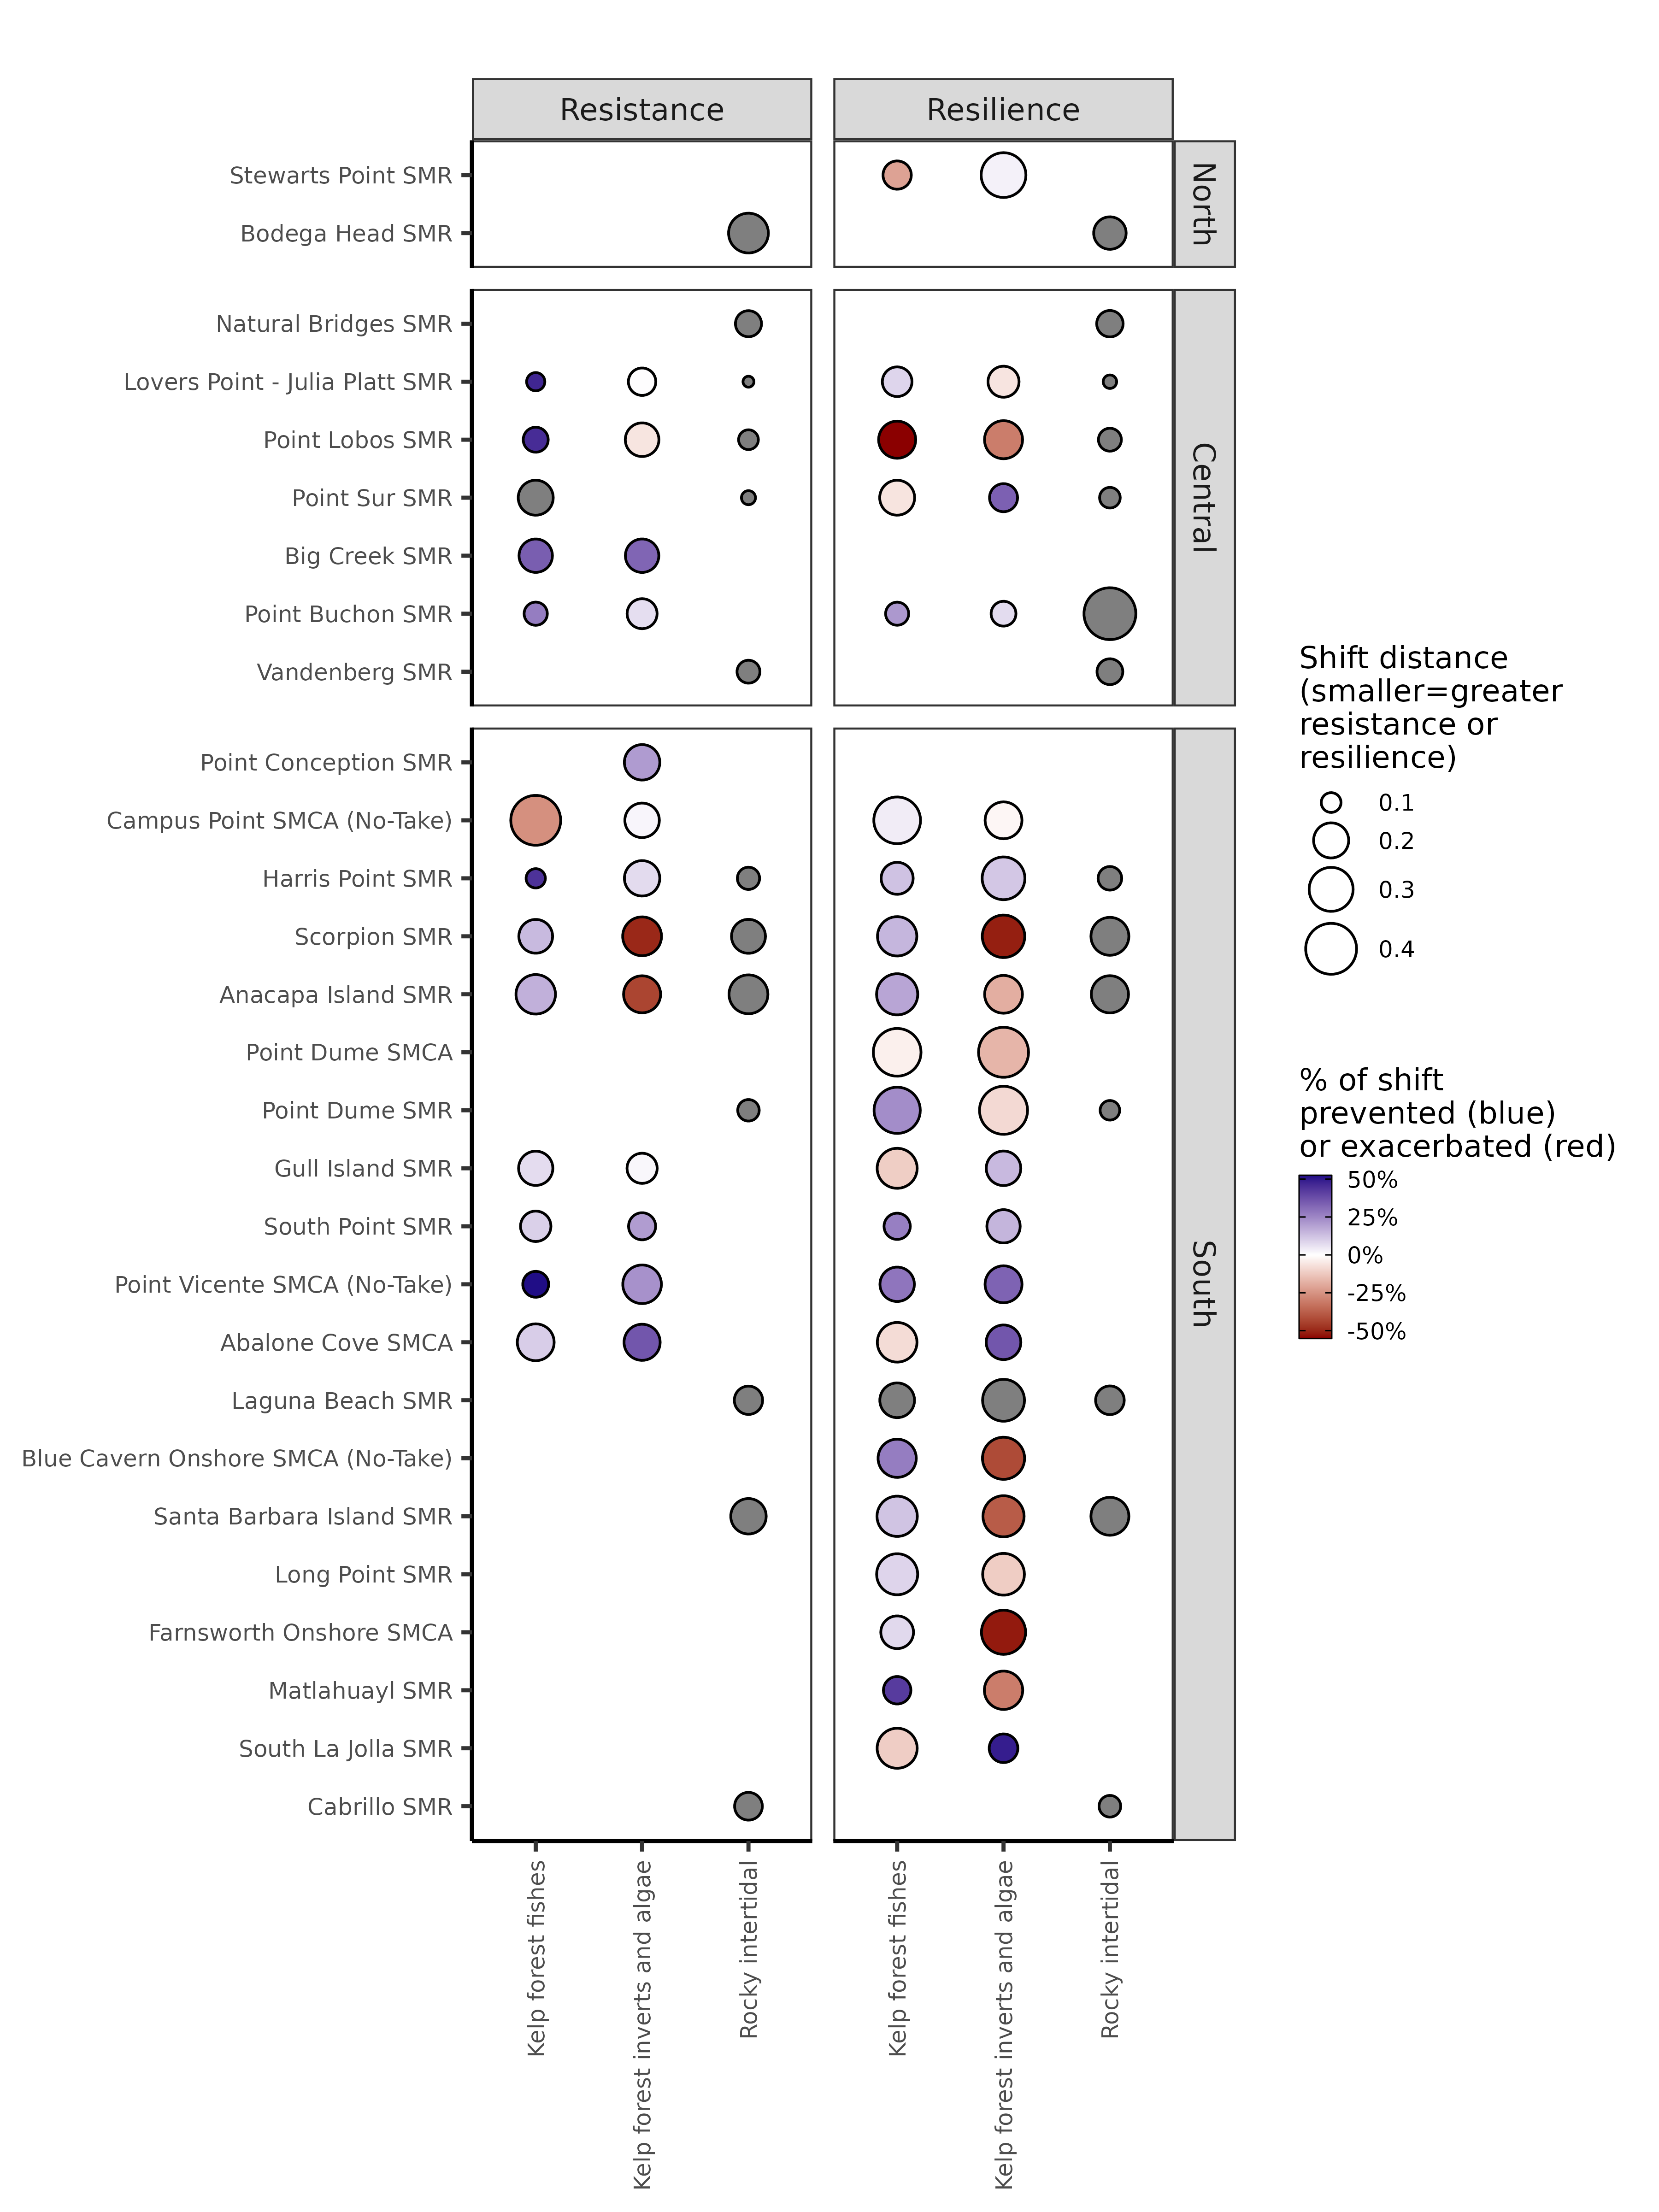 Resistance
Resilience
North
Stewarts Point SMR
Bodega Head SMR
Central
Natural Bridges SMR
Lovers Point - Julia Platt SMR
Point Lobos SMR
Point Sur SMR
Big Creek SMR
Point Buchon SMR
Vandenberg SMR
South
Point Conception SMR
Campus Point SMCA (No-Take)
Harris Point SMR
Scorpion SMR
Anacapa Island SMR
Point Dume SMCA
Point Dume SMR
Gull Island SMR
South Point SMR
Point Vicente SMCA (No-Take)
Abalone Cove SMCA
Laguna Beach SMR
Blue Cavern Onshore SMCA (No-Take)
Santa Barbara Island SMR
Long Point SMR
Farnsworth Onshore SMCA
Matlahuayl SMR
South La Jolla SMR
Cabrillo SMR
Kelp forest fishes
Kelp forest inverts and algae
Rocky intertidal
Kelp forest fishes
Kelp forest inverts and algae
Rocky intertidal
Shift distance
(smaller=greater
resistance or
resilience)
0.1
0.2
0.3
0.4
% of shift
prevented (blue)
or exacerbated (red)
50%
25%
0%
-25%
-50%